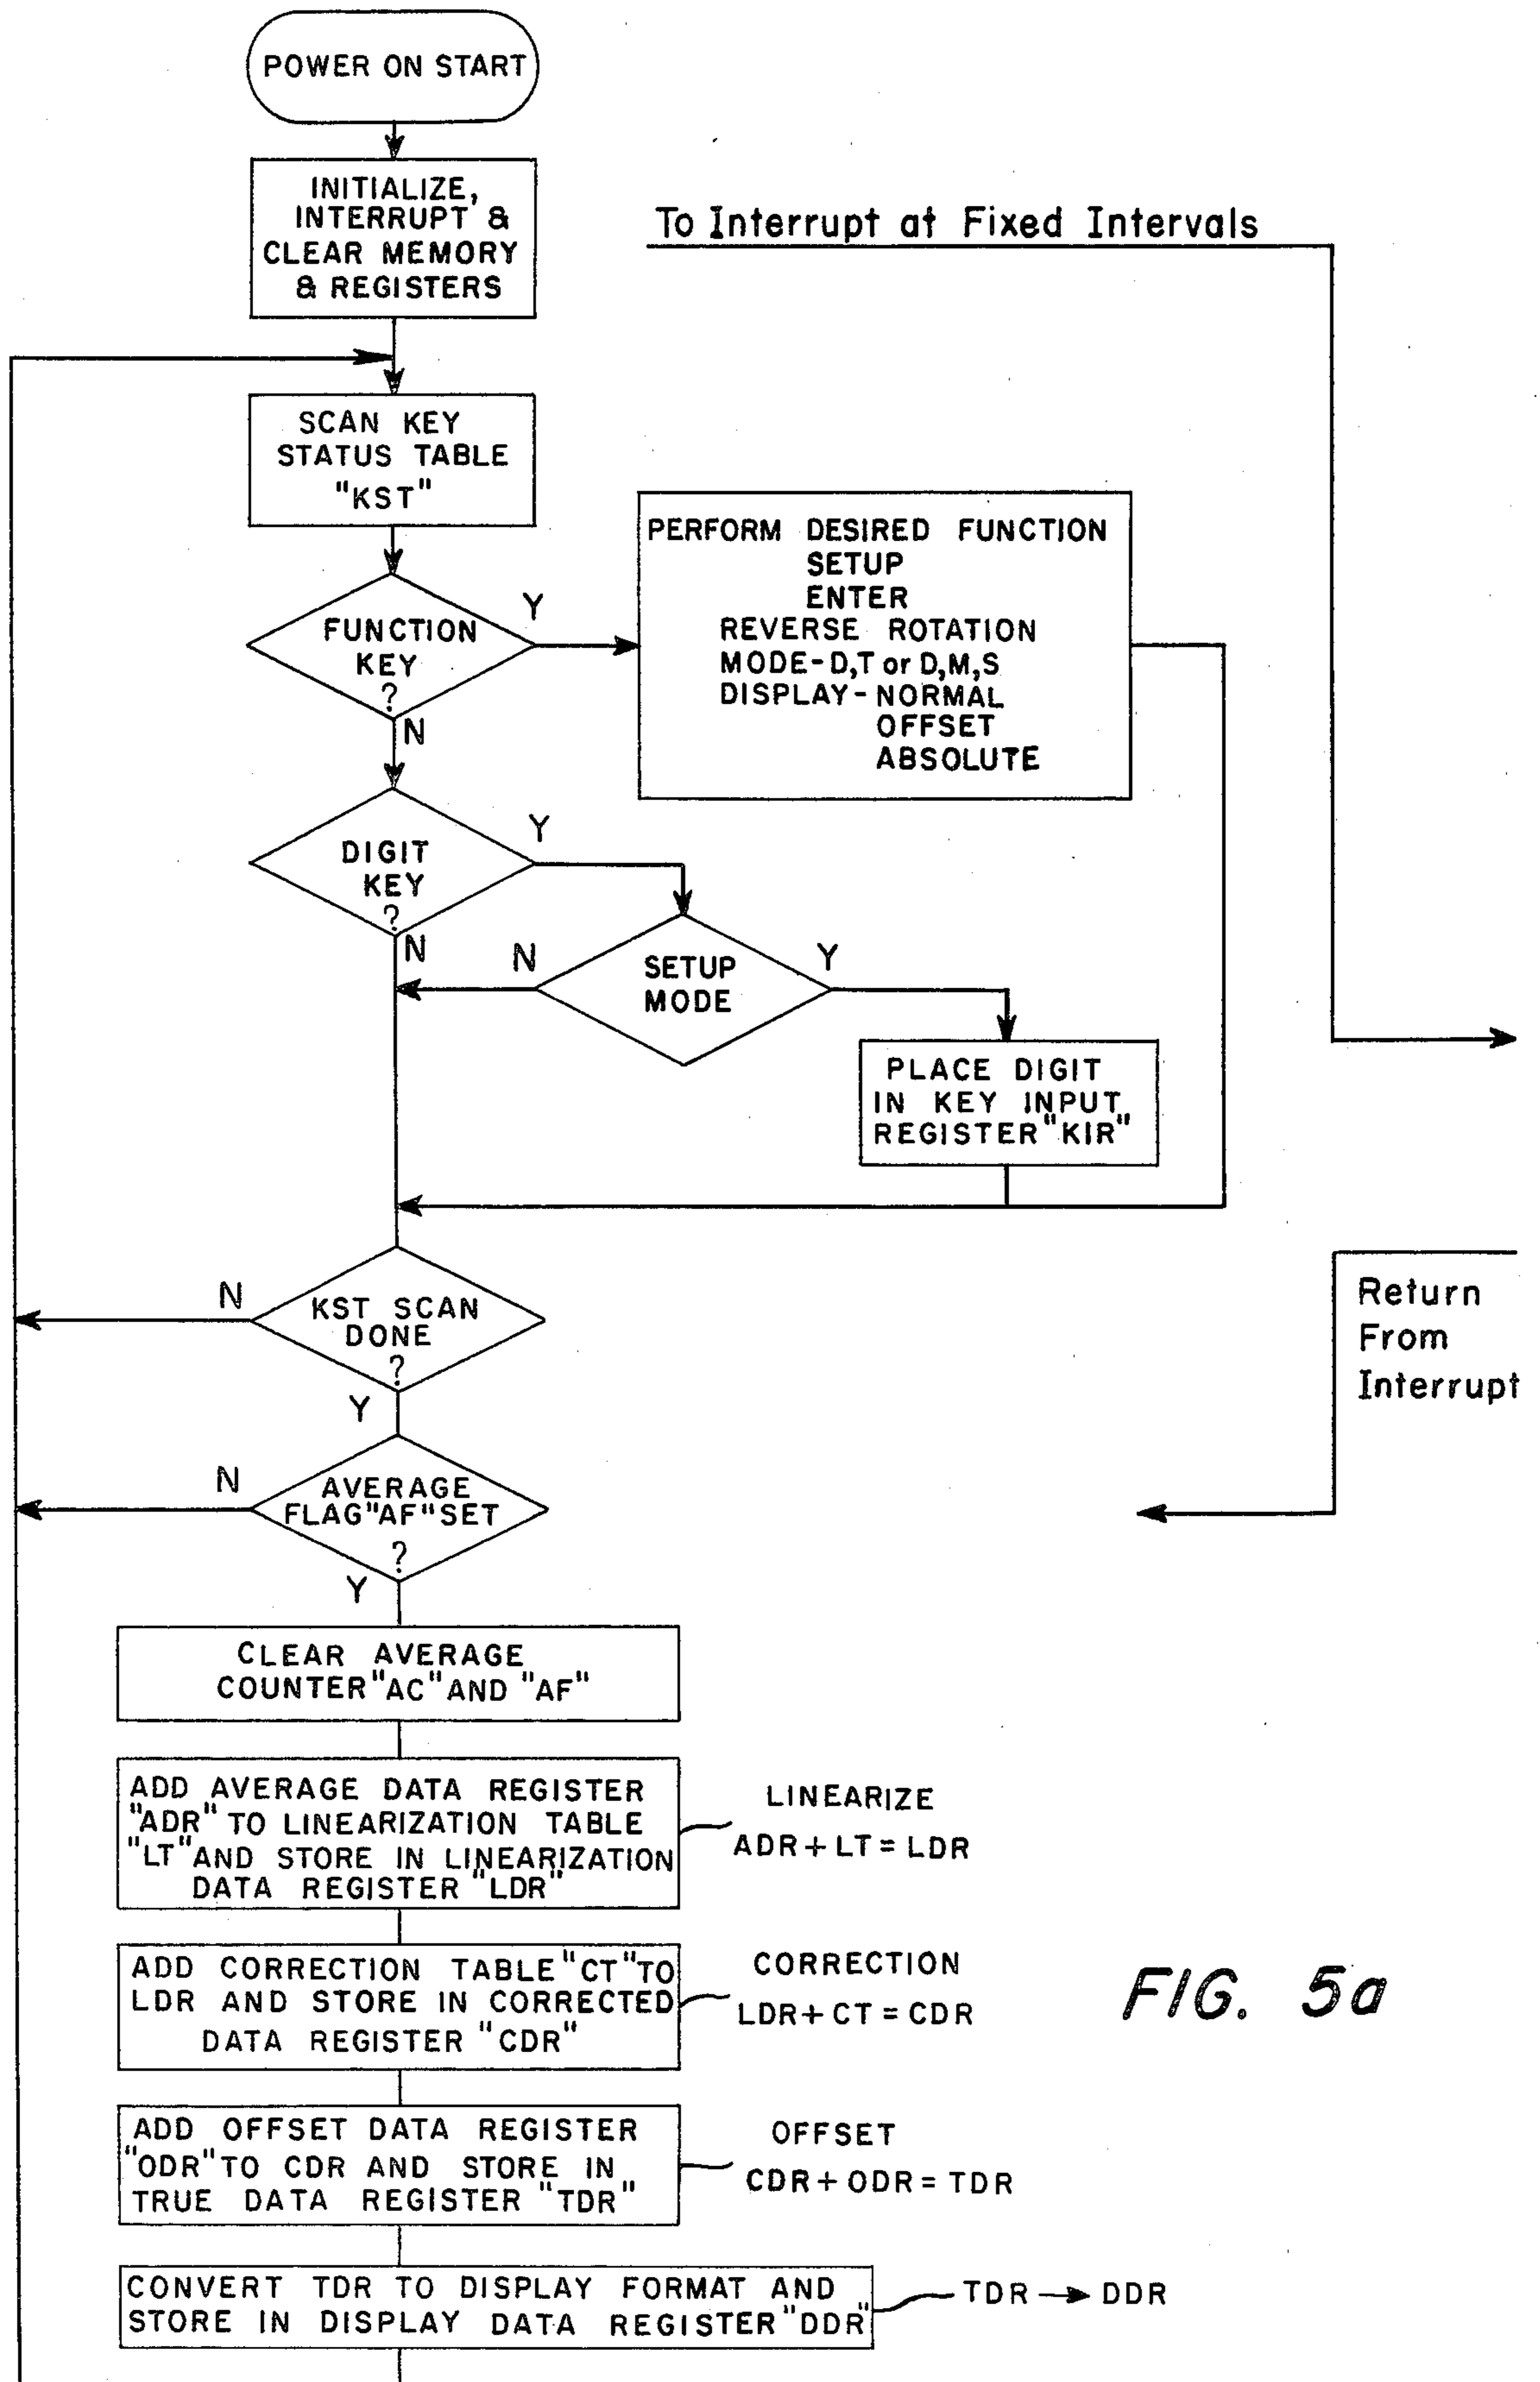 POWER ON START
INITIALIZE,
INTERRUPT &
CLEAR MEMORY
& REGISTERS
To Interrupt at Fixed Intervals
SCAN KEY
STATUS TABLE
"KST"
PERFORM DESIRED FUNCTION
SETUP
ENTER
REVERSE ROTATION
MODE-D,T or D,M,S
DISPLAY-NORMAL
OFFSET
ABSOLUTE
Y
FUNCTION
KEY
?
N
Y
DIGIT
KEY
?
N
N
SETUP
MODE
Y
PLACE DIGIT
IN KEY INPUT
REGISTER "KIR"
N
KST SCAN
DONE
?
Y
Return
From
Interrupt
N
AVERAGE
FLAG "AF" SET
?
Y
CLEAR AVERAGE
COUNTER "AC" AND "AF"
ADD AVERAGE DATA REGISTER
"ADR" TO LINEARIZATION TABLE
"LT" AND STORE IN LINEARIZATION
DATA REGISTER "LDR"
LINEARIZE
ADR+LT=LDR
ADD CORRECTION TABLE "CT" TO
LDR AND STORE IN CORRECTED
DATA REGISTER "CDR"
CORRECTION
LDR+CT=CDR
FIG. 5a
ADD OFFSET DATA REGISTER
"ODR" TO CDR AND STORE IN
TRUE DATA REGISTER "TDR"
OFFSET
CDR+ODR=TDR
CONVERT TDR TO DISPLAY FORMAT AND
STORE IN DISPLAY DATA REGISTER "DDR"
TDR → DDR